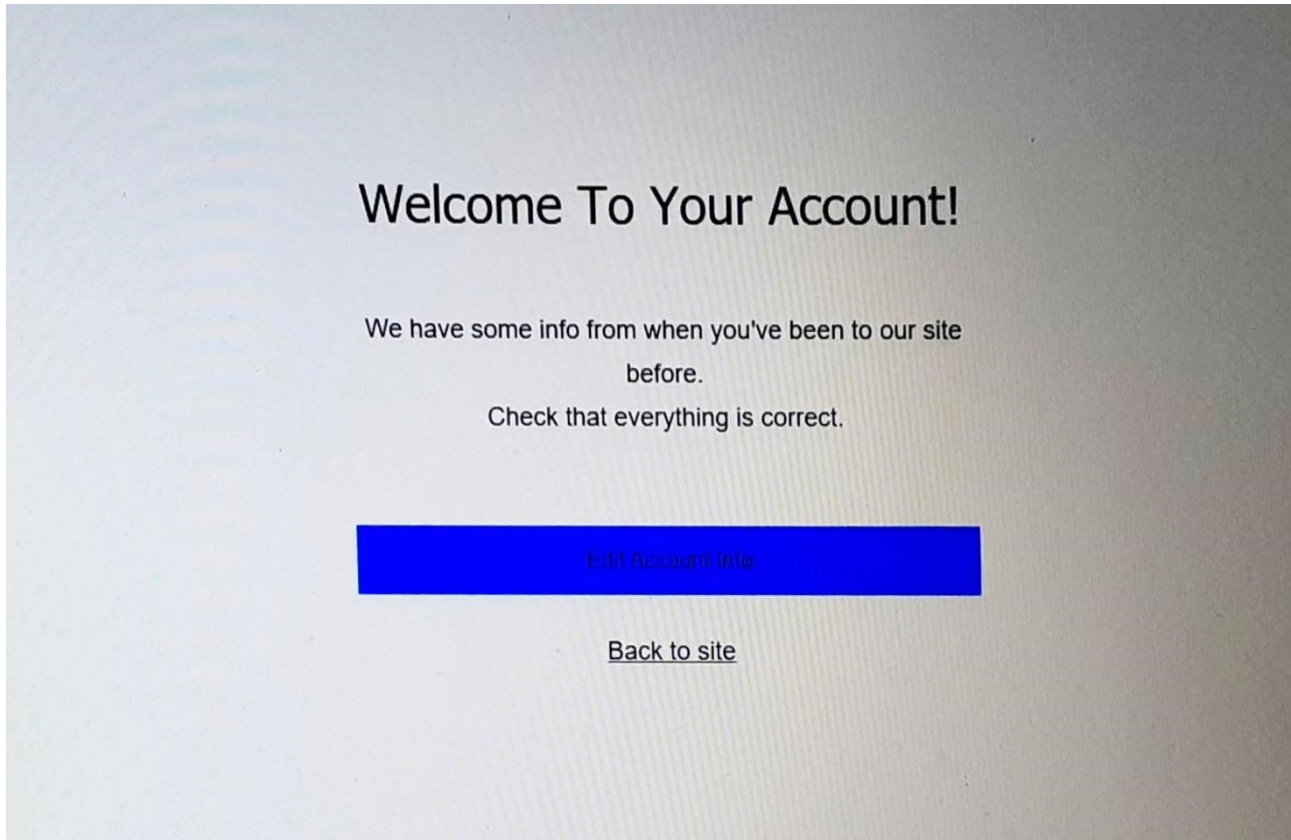 Welcome To Your Account!
We have some info from when you've been to our site
before.
Check that everything is correct.
Edit Account Info
Back to site